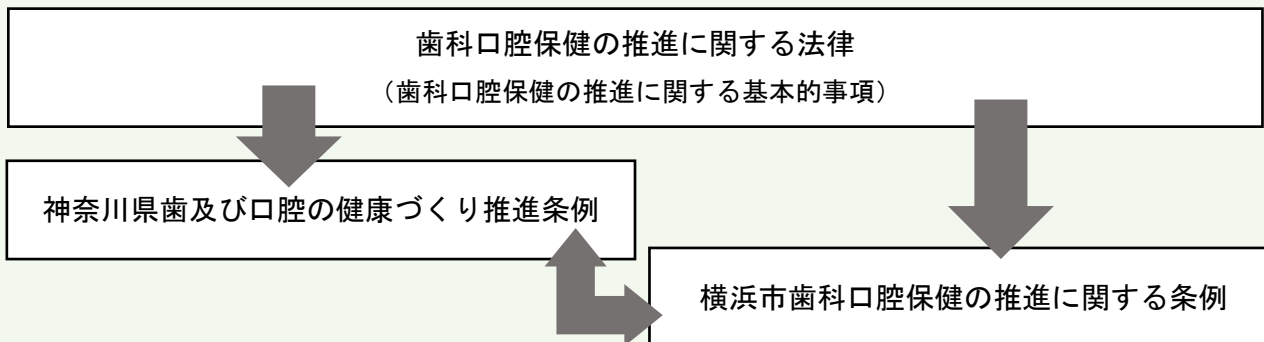 歯科口腔保健の推進に関する法律
（歯科口腔保健の推進に関する基本的事項）
神奈川県歯及び口腔の健康づくり推進条例
横浜市歯科口腔保健の推進に関する条例